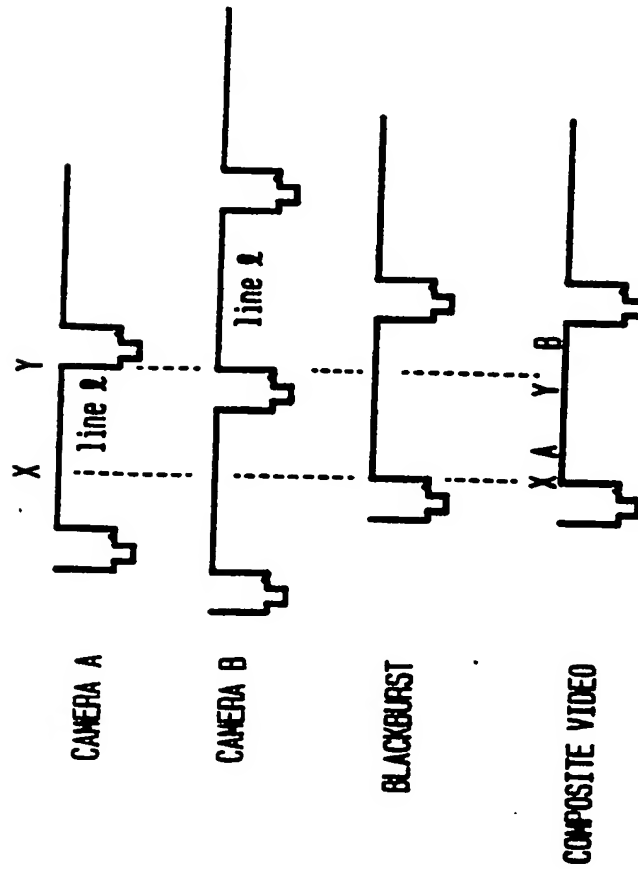 X Y
CAMERA A
line ℓ
CAMERA B
line ℓ
BLACKBURST
COMPOSITE VIDEO
X A Y B